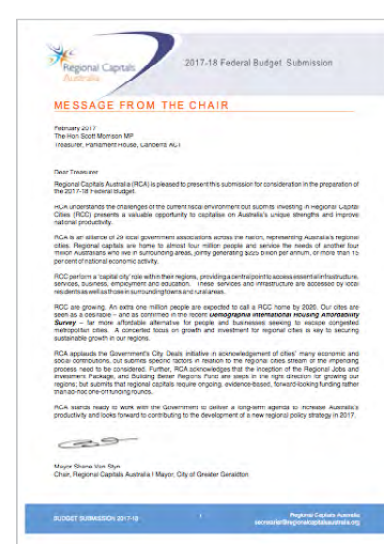 Regional Capitals
Australia
2017-18 Federal Budget Submission
MESSAGE FROM THE CHAIR
February 2017
The Hon Scott Morrison MP
Treasurer, Parliament House, Canberra ACT
Dear Treasurer
Regional Capitals Australia (RCA) is pleased to present this submission for consideration in the preparation of
the 2017-18 Federal Budget.
RCA understands the challenges of the current fiscal environment but submits investing in Regional Capital
Cities (RCC) presents a valuable opportunity to capitalise on Australia's unique strengths and improve
national productivity.
RCA is an alliance of 29 local government associations across the nation, representing Australia's regional
cities. Regional capitals are home to almost four million people and service the needs of another four
million Australians who live in surrounding areas, jointly generating $225 billion per annum, or more than 15
per cent of national economic activity.
RCC perform a 'capital city' role within their regions, providing a central point to access essential infrastructure,
services, business, employment and education. These services and infrastructure are accessed by local
residents as well as those in surrounding towns and rural areas.
RCC are growing. An extra one million people are expected to call a RCC home by 2026. Our cities are
seen as a desirable – and as confirmed in the recent Demographia International Housing Affordability
Survey – far more affordable alternative for people and businesses seeking to escape congested
metropolitan cities. A concerted focus on growth and investment for regional cities is key to securing
sustainable growth in our regions.
RCA applauds the Government's City Deals initiative in acknowledgement of cities' many economic and
social contributions, but submits specific factors in relation to the regional cities stream of the impending
process need to be considered. Further, RCA acknowledges that the inception of the Regional Jobs and
Investment Package, and Building Better Regions Fund are steps in the right direction for growing our
regions; but submits that regional capitals require ongoing, evidence-based, forward-looking funding rather
than ad-hoc one-off funding rounds.
RCA stands ready to work with the Government to deliver a long-term agenda to increase Australia's
productivity and looks forward to contributing to the development of a new regional policy strategy in 2017.
Mayor Shane Van Styn
Chair, Regional Capitals Australia I Mayor, City of Greater Geraldton
BUDGET SUBMISSION 2017-18
1
Regional Capitals Australia
secretariat@regionalcapitalsaustralia.org